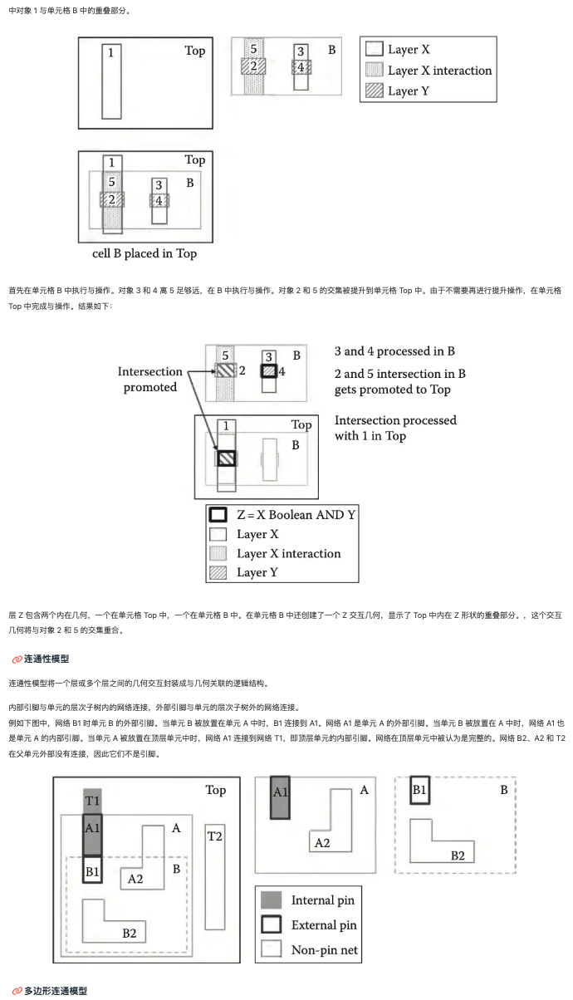 中对象 1 与单元格 B 中的重叠部分。
1
Top
5
2
3
4
B
Layer X
Layer X interaction
Layer Y
1
Top
5
2
3
4
B
cell B placed in Top
首先在单元格 B 中执行与操作。对象 3 和 4 离 5 足够远，在 B 中执行与操作。对象 2 和 5 的交集被提升到单元格 Top 中。由于不需要再进行提升操作，在单元格
Top 中完成与操作。结果如下：
Intersection
promoted
5
2
3
4
B
3 and 4 processed in B
2 and 5 intersection in B
gets promoted to Top
1
Top
B
Intersection processed
with 1 in Top
Z = X Boolean AND Y
Layer X
Layer X interaction
Layer Y
层 Z 包含两个内在几何，一个在单元格 Top 中，一个在单元格 B 中。在单元格 B 中还创建了一个 Z 交互几何，显示了 Top 中内在 Z 形状的重叠部分。，这个交互
几何将与对象 2 和 5 的交集重合。
连通性模型
连通性模型将一个层或多个层之间的几何交互封装成与几何关联的逻辑结构。
内部引脚与单元的层次子树内的网络连接，外部引脚与单元的层次子树外的网络连接。
例如下图中，网络 B1 时单元 B 的外部引脚。当单元 B 被放置在单元 A 中时，B1 连接到 A1。网络 A1 是单元 A 的外部引脚。当单元 B 被放置在 A 中时，网络 A1 也
是单元 A 的内部引脚。当单元 A 被放置在顶层单元中时，网络 A1 连接到网络 T1，即顶层单元的内部引脚。网络在顶层单元中被认为是完整的。网络 B2、A2 和 T2
在父单元外部没有连接，因此它们不是引脚。
T1
Top
A1
A
T2
B1
A2
B
B2
A1
A
A2
B1
B
B2
Internal pin
External pin
Non-pin net
多边形连通模型